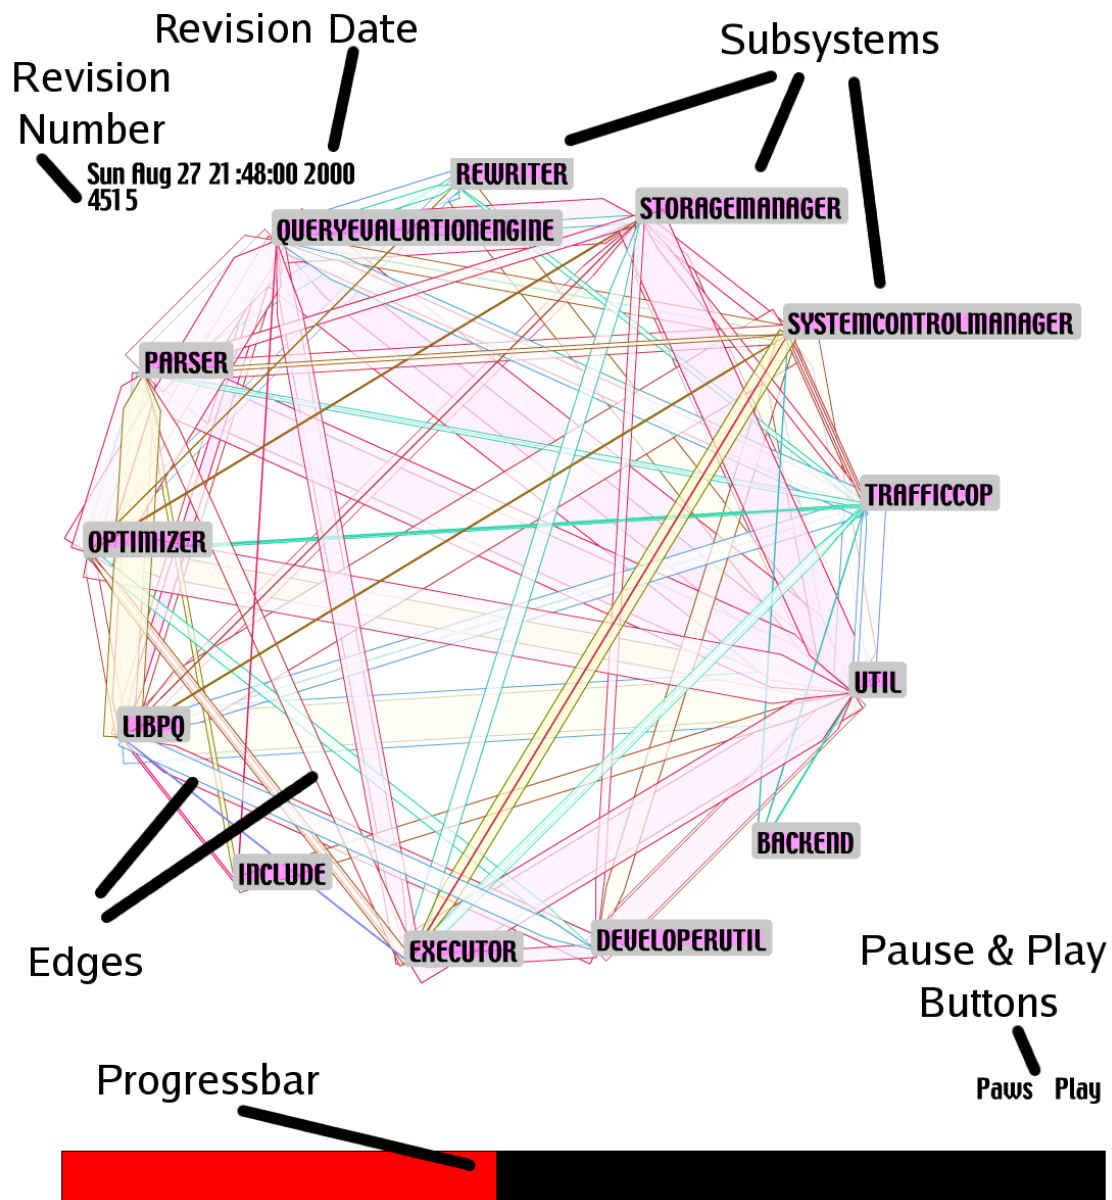 Revision Date
Subsystems
Revision
Number
Sun Aug 27 21:48:00 2000
4515
REWRITER
STORAGEMANAGER
QUERYEVALUATIONENGINE
SYSTEMCONTROLMANAGER
PARSER
TRAFFICCOP
OPTIMIZER
UTIL
LIBPQ
BACKEND
INCLUDE
DEVELOPERUTIL
EXECUTOR
Edges
Pause & Play
Buttons
Progressbar
Paws Play